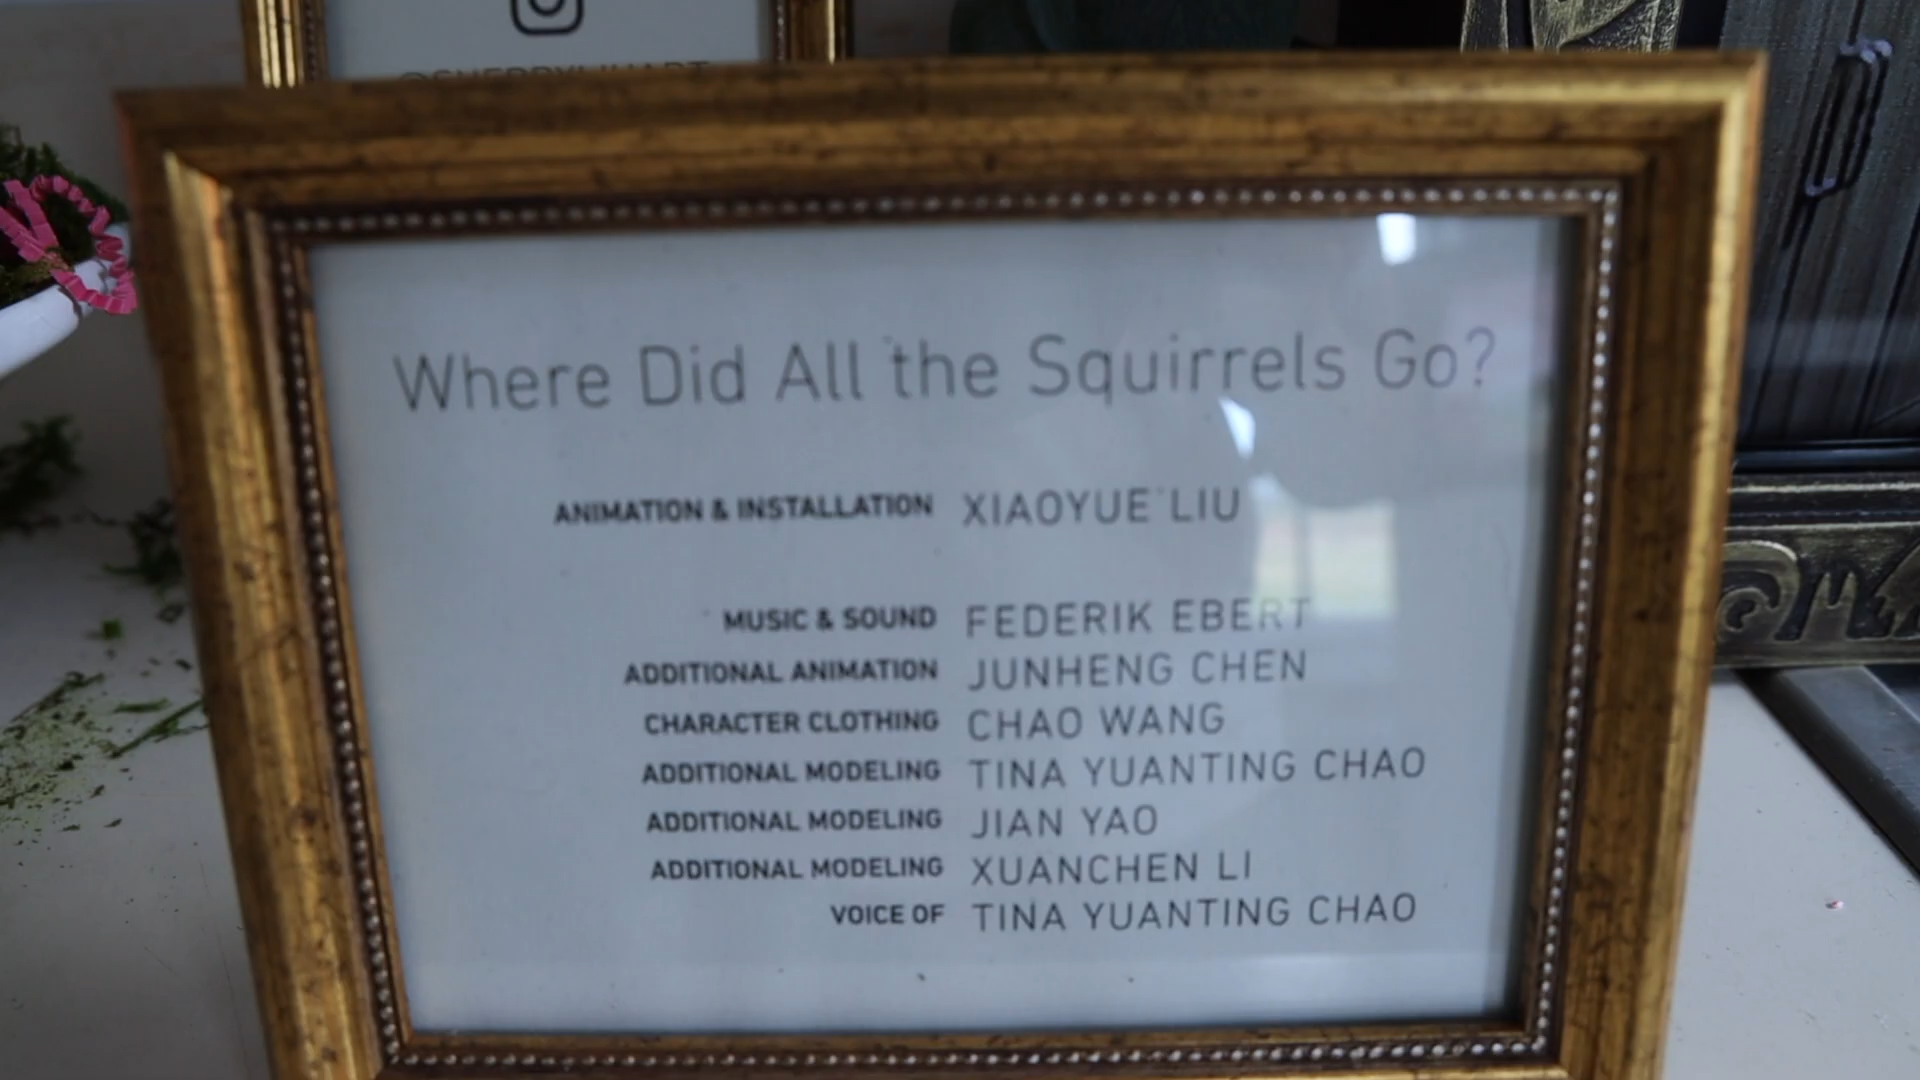 Where Did All the Squirrels Go?
ANIMATION & INSTALLATION XIAOYUE LIU
MUSIC & SOUND FEDERIK EBERT
ADDITIONAL ANIMATION JUNHENG CHEN
CHARACTER CLOTHING CHAO WANG
ADDITIONAL MODELING TINA YUANTING CHAO
ADDITIONAL MODELING JIAN YAO
ADDITIONAL MODELING XUANCHEN LI
VOICE OF TINA YUANTING CHAO